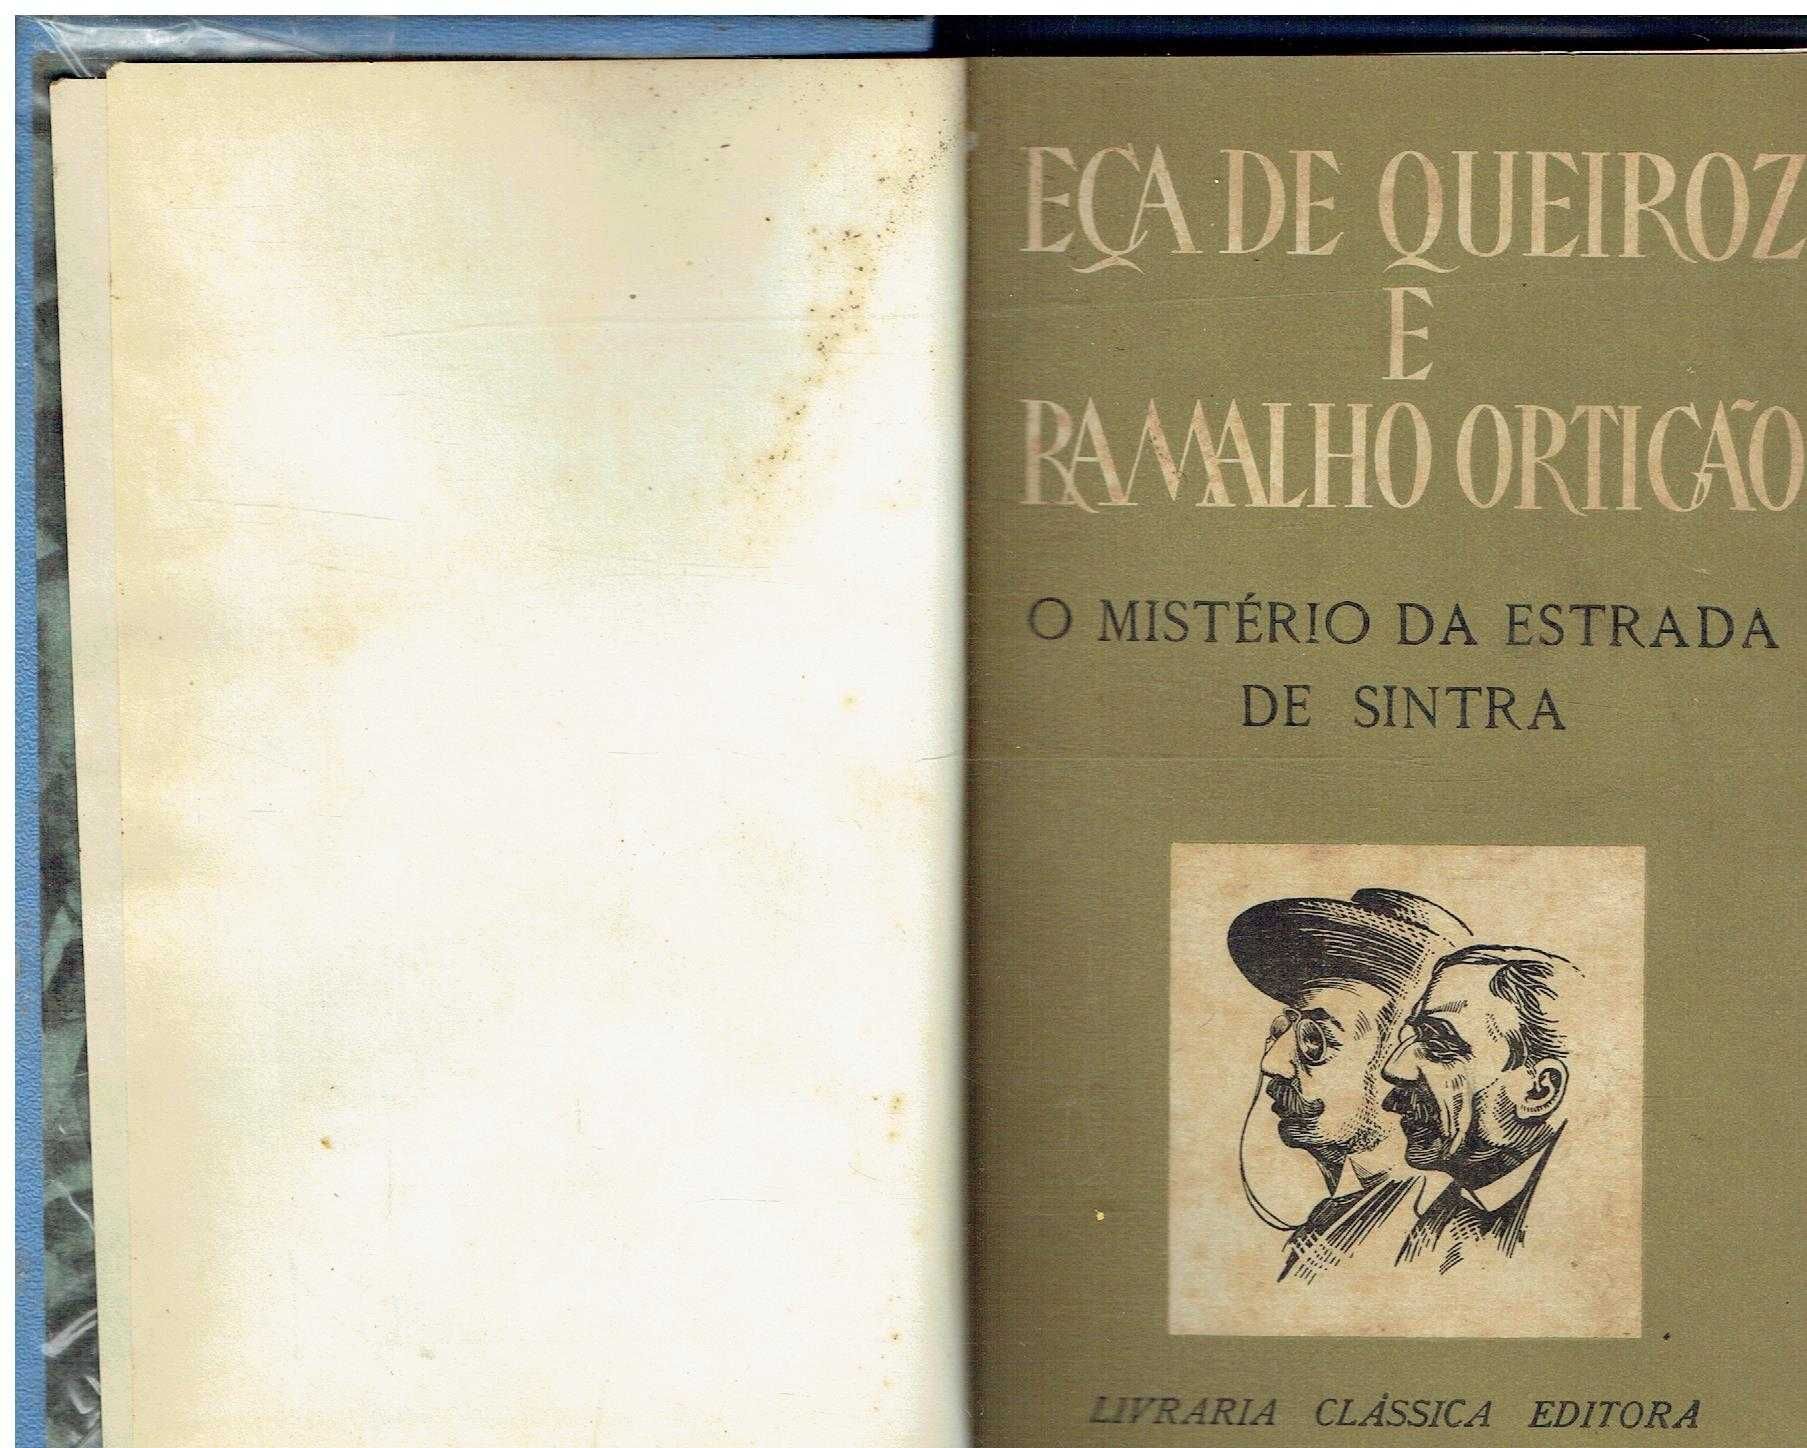 EÇA DE QUEIROZ
E
RAMALHO ORTIGÃO
O MISTÉRIO DA ESTRADA
DE SINTRA
LIVRARIA CLÁSSICA EDITORA